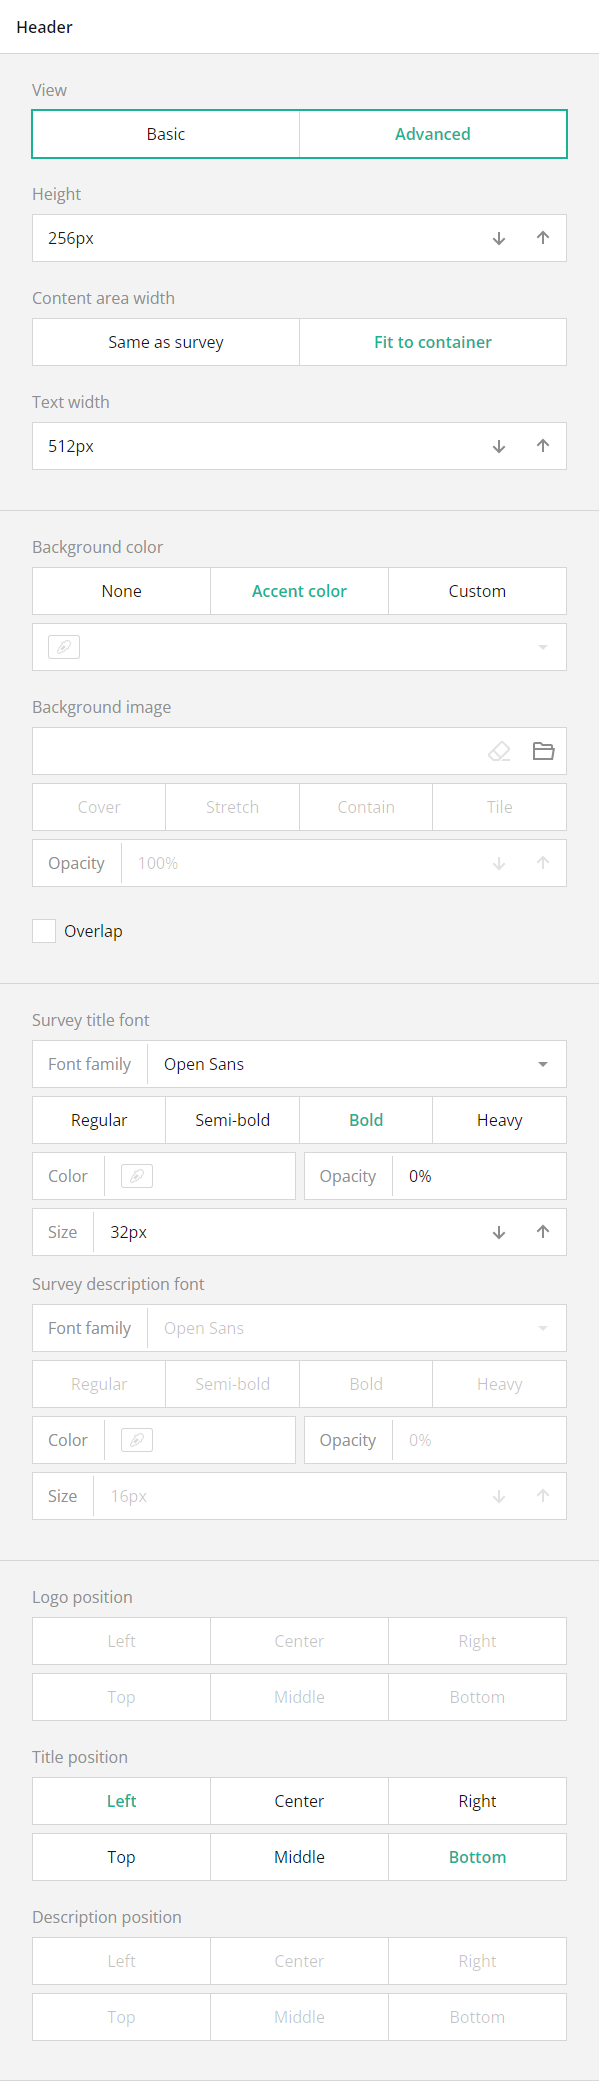 Header
View
Basic Advanced
Height
256px
Content area width
Same as survey Fit to container
Text width
512px
Background color
None Accent color Custom
Background image
Cover Stretch Contain Tile
Opacity 100%
Overlap
Survey title font
Font family Open Sans
Regular Semi-bold Bold Heavy
Color Opacity 0%
Size 32px
Survey description font
Font family Open Sans
Regular Semi-bold Bold Heavy
Color Opacity 0%
Size 16px
Logo position
Left Center Right
Top Middle Bottom
Title position
Left Center Right
Top Middle Bottom
Description position
Left Center Right
Top Middle Bottom